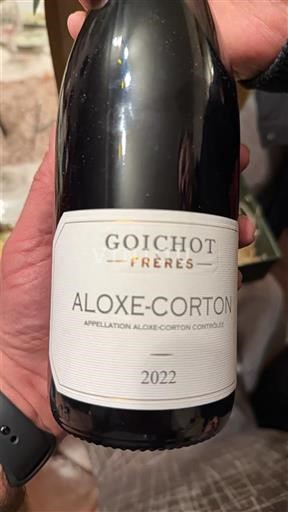 GOICHOT
FRÈRES
ALOXE-CORTON
APPELLATION ALOXE-CORTON CONTRÔLÉE
2022